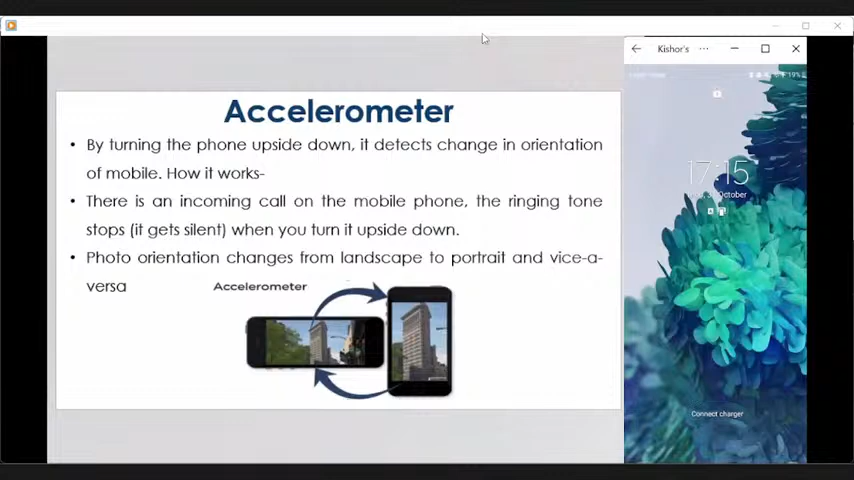 Kishor's
19%
Accelerometer
• By turning the phone upside down, it detects change in orientation
of mobile. How it works-
• There is an incoming call on the mobile phone, the ringing tone
stops (it gets silent) when you turn it upside down.
• Photo orientation changes from landscape to portrait and vice-a-
versa
Accelerometer
17:15
October
Connect charger